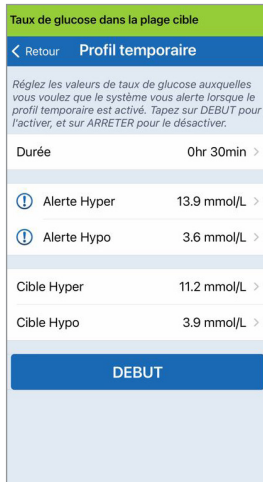 Taux de glucose dans la plage cible
Retour Profil temporaire
Réglez les valeurs de taux de glucose auxquelles
vous voulez que le système vous alerte lorsque le
profil temporaire est activé. Tapez sur DEBUT pour
l'activer, et sur ARRETER pour le désactiver.
Durée 0hr 30min
Alerte Hyper 13.9 mmol/L
Alerte Hypo 3.6 mmol/L
Cible Hyper 11.2 mmol/L
Cible Hypo 3.9 mmol/L
DEBUT